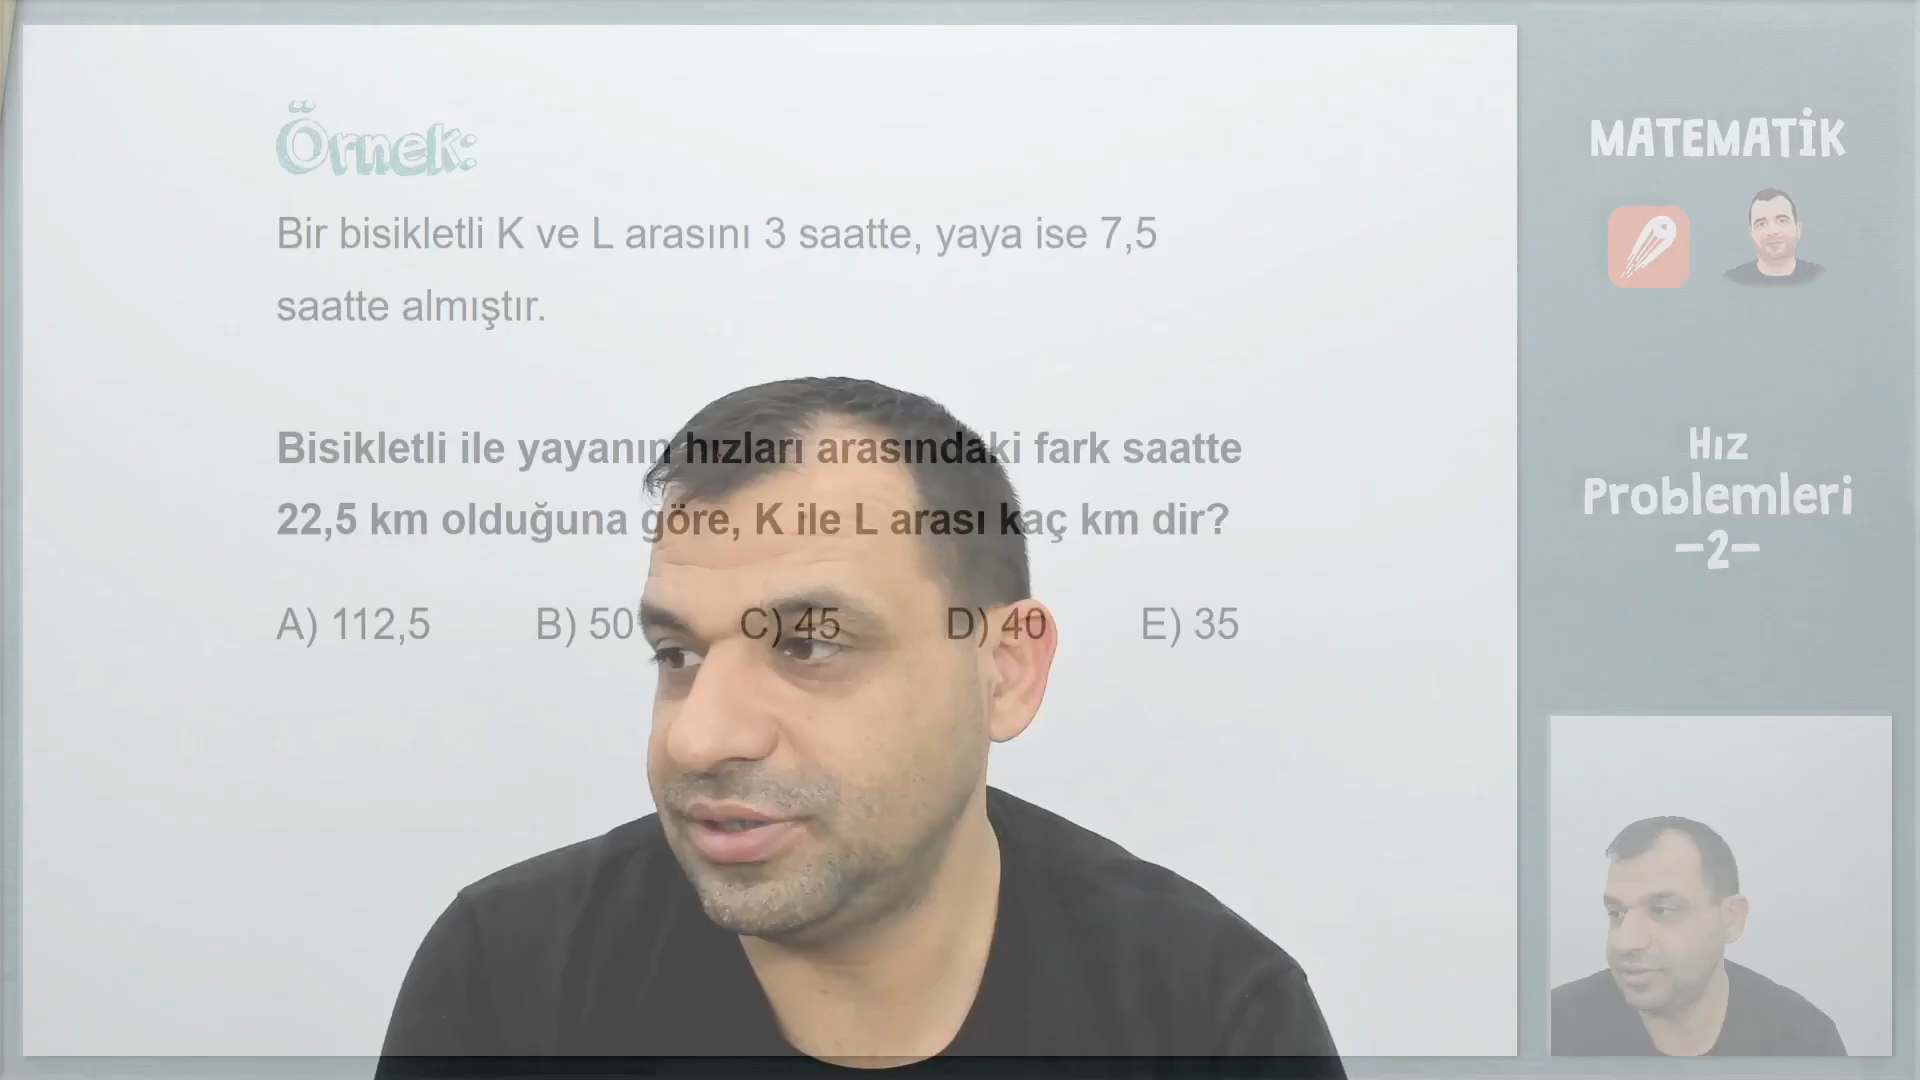 Örnek:
Bir bisikletli K ve L arasını 3 saatte, yaya ise 7,5
saatte almıştır.
Bisikletli ile yayanın hızları arasındaki fark saatte
22,5 km olduğuna göre, K ile L arası kaç km dir?
A) 112,5 B) 50 C) 45 D) 40 E) 35
MATEMATİK
Hız
Problemleri
-2-